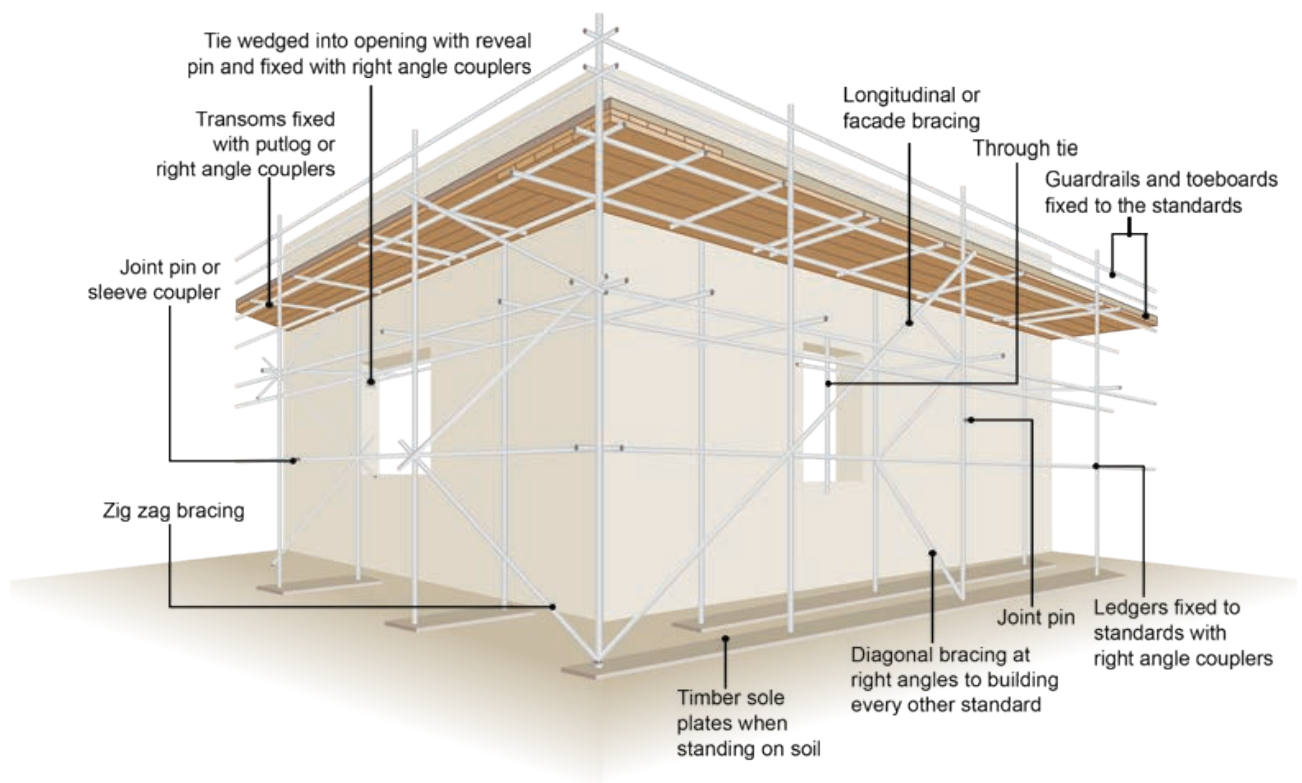 Tie wedged into opening with reveal
pin and fixed with right angle couplers
Transoms fixed
with putlog or
right angle couplers
Longitudinal or
facade bracing
Through tie
Guardrails and toeboards
fixed to the standards
Joint pin or
sleeve coupler
Zig zag bracing
Timber sole
plates when
standing on soil
Diagonal bracing at
right angles to building
every other standard
Joint pin
Ledgers fixed to
standards with
right angle couplers